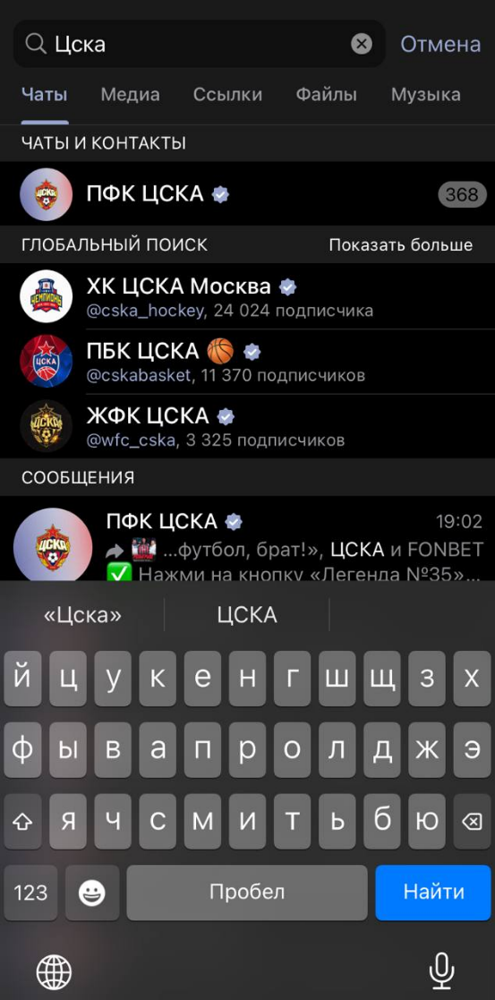 Цска
Отмена
Чаты Медиа Ссылки Файлы Музыка
ЧАТЫ И КОНТАКТЫ
ПФК ЦСКА
368
ГЛОБАЛЬНЫЙ ПОИСК Показать больше
ХК ЦСКА Москва
@cska_hockey, 24 024 подписчика
ПБК ЦСКА 🏀
@cskabasket, 11 370 подписчиков
ЖФК ЦСКА
@wfc_cska, 3 325 подписчиков
СООБЩЕНИЯ
ПФК ЦСКА 19:02
...футбол, брат!», ЦСКА и FONBET
✅ Нажми на кнопку «Легенда №35»...
«Цска» ЦСКА
й ц у к е н г ш щ з х
ф ы в а п р о л д ж э
я ч с м и т ь б ю
123 Пробел Найти